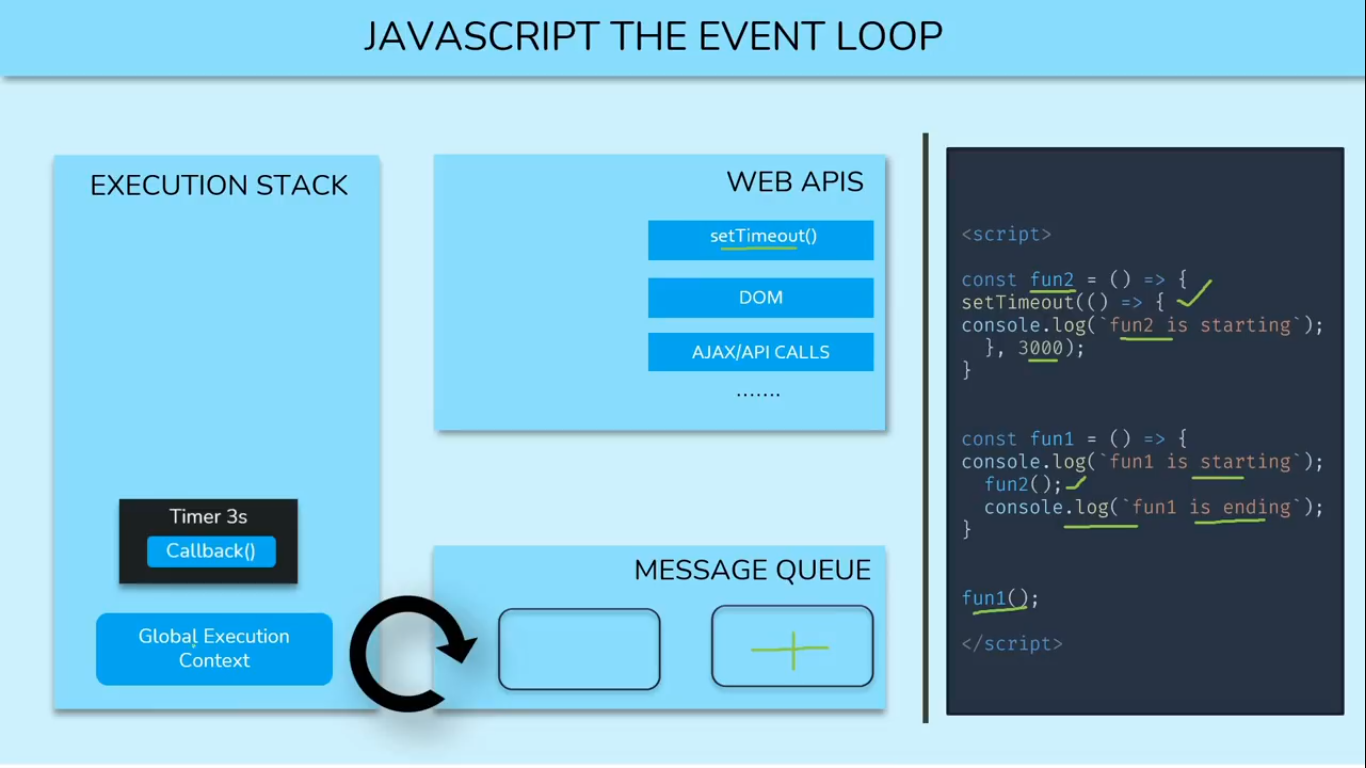 JAVASCRIPT THE EVENT LOOP
EXECUTION STACK
Timer 3s
Callback()
Global Execution
Context
WEB APIS
setTimeout()
DOM
AJAX/API CALLS
.......
MESSAGE QUEUE
<script>
const fun2 = () => {
setTimeout(() => {
console.log(`fun2 is starting`);
}, 3000);
}
const fun1 = () => {
console.log(`fun1 is starting`);
fun2();
console.log(`fun1 is ending`);
}
fun1();
</script>